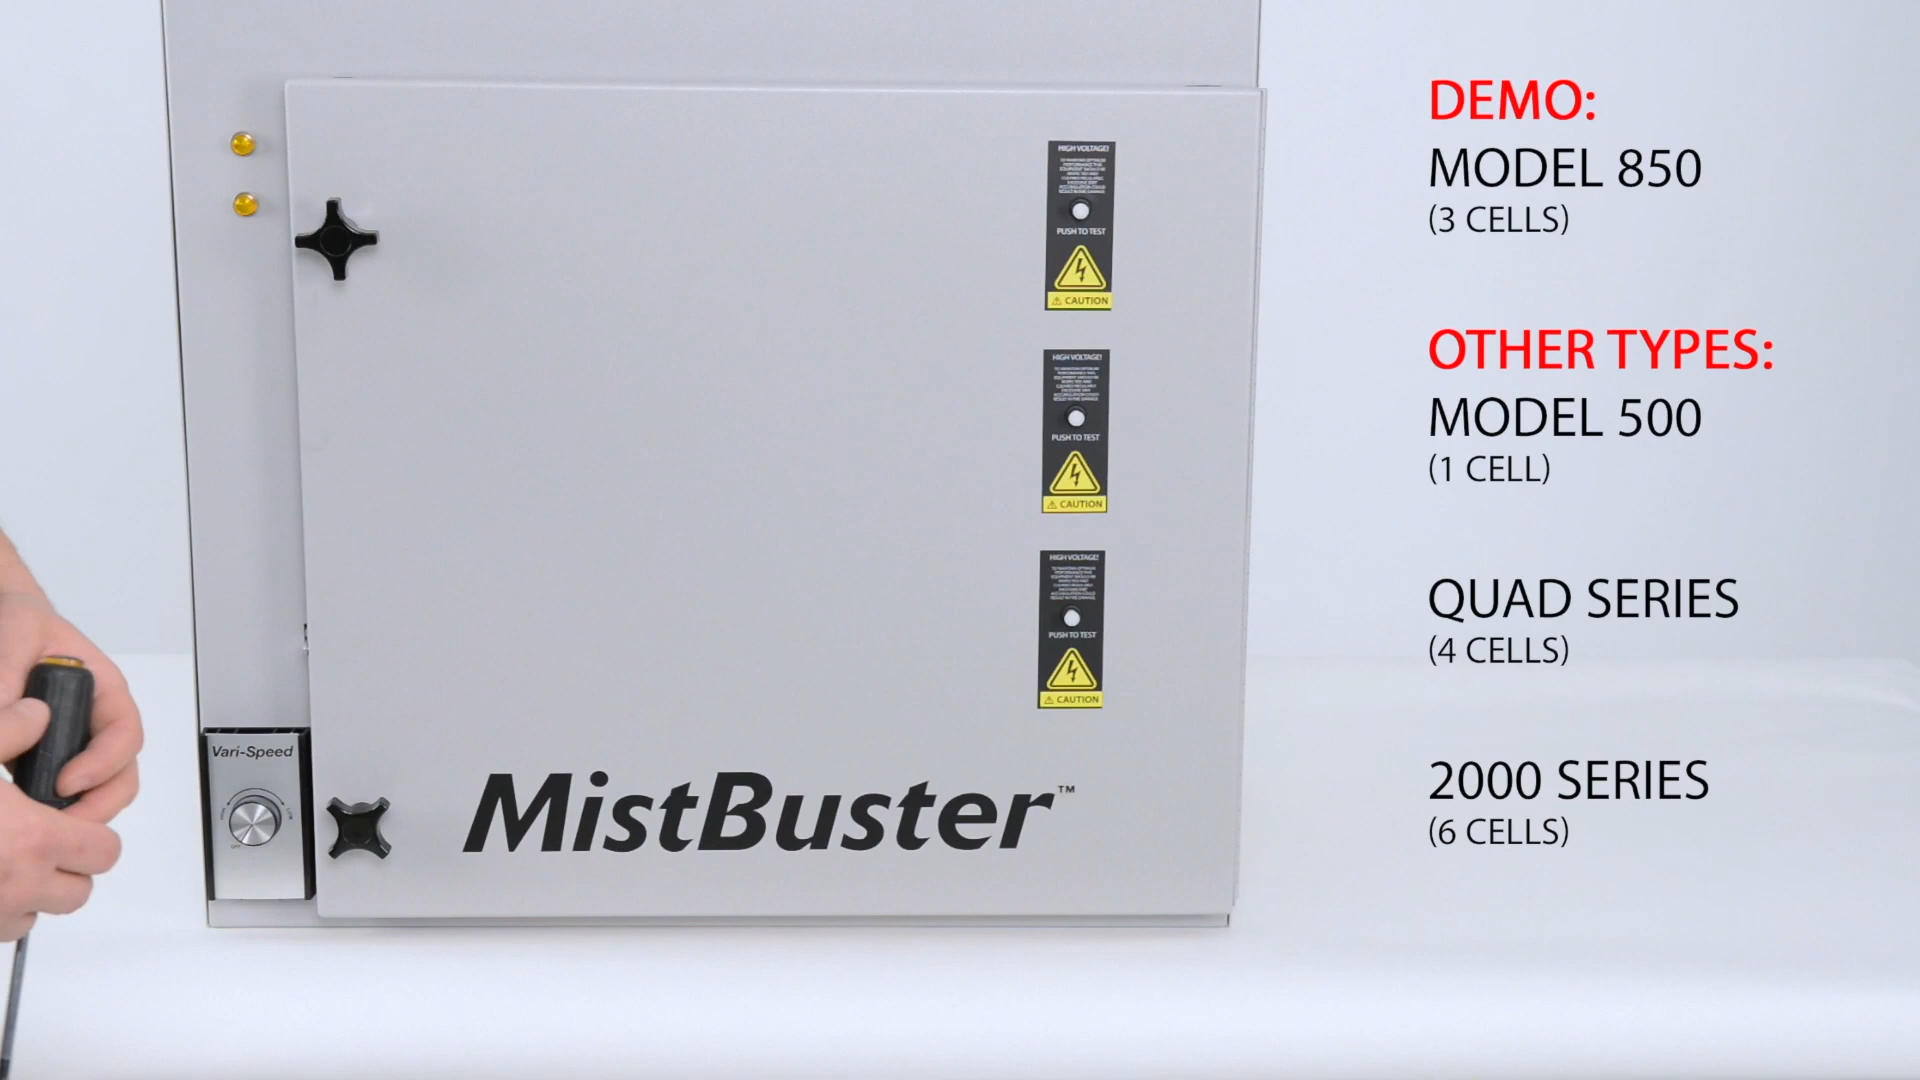 DEMO:
MODEL 850
(3 CELLS)
OTHER TYPES:
MODEL 500
(1 CELL)
QUAD SERIES
(4 CELLS)
2000 SERIES
(6 CELLS)
HIGH VOLTAGE!
PUSH TO TEST
⚠ CAUTION
HIGH VOLTAGE!
PUSH TO TEST
⚠ CAUTION
HIGH VOLTAGE!
PUSH TO TEST
⚠ CAUTION
Vari-Speed
OFF
MistBuster™